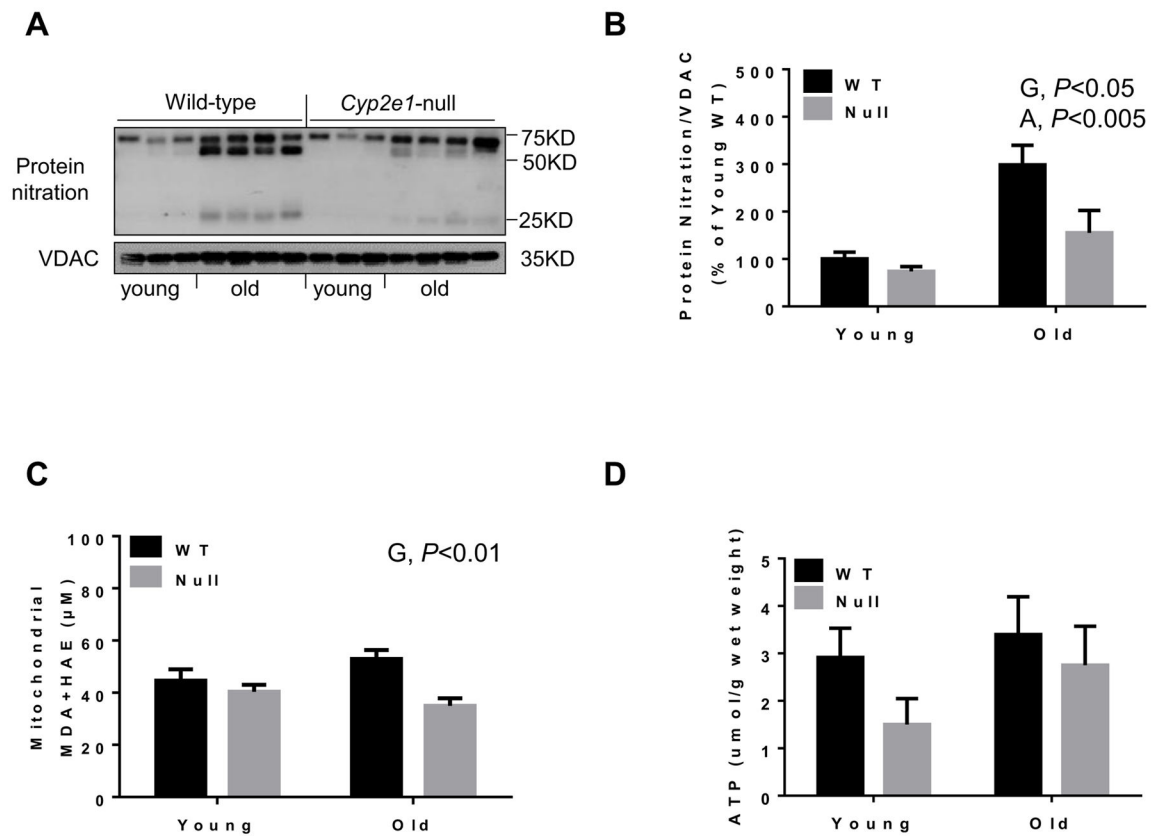 A
Wild-type
Cyp2e1-null
Protein
nitration
75KD
50KD
25KD
VDAC
35KD
young
old
young
old
B
Protein Nitration/VDAC
(% of Young WT)
500
400
300
200
100
0
WT
Null
G, P<0.05
A, P<0.005
Young
Old
C
Mitochondrial
MDA+HAE (µM)
100
80
60
40
20
0
WT
Null
G, P<0.01
Young
Old
D
ATP (umol/g wet weight)
5
4
3
2
1
0
WT
Null
Young
Old